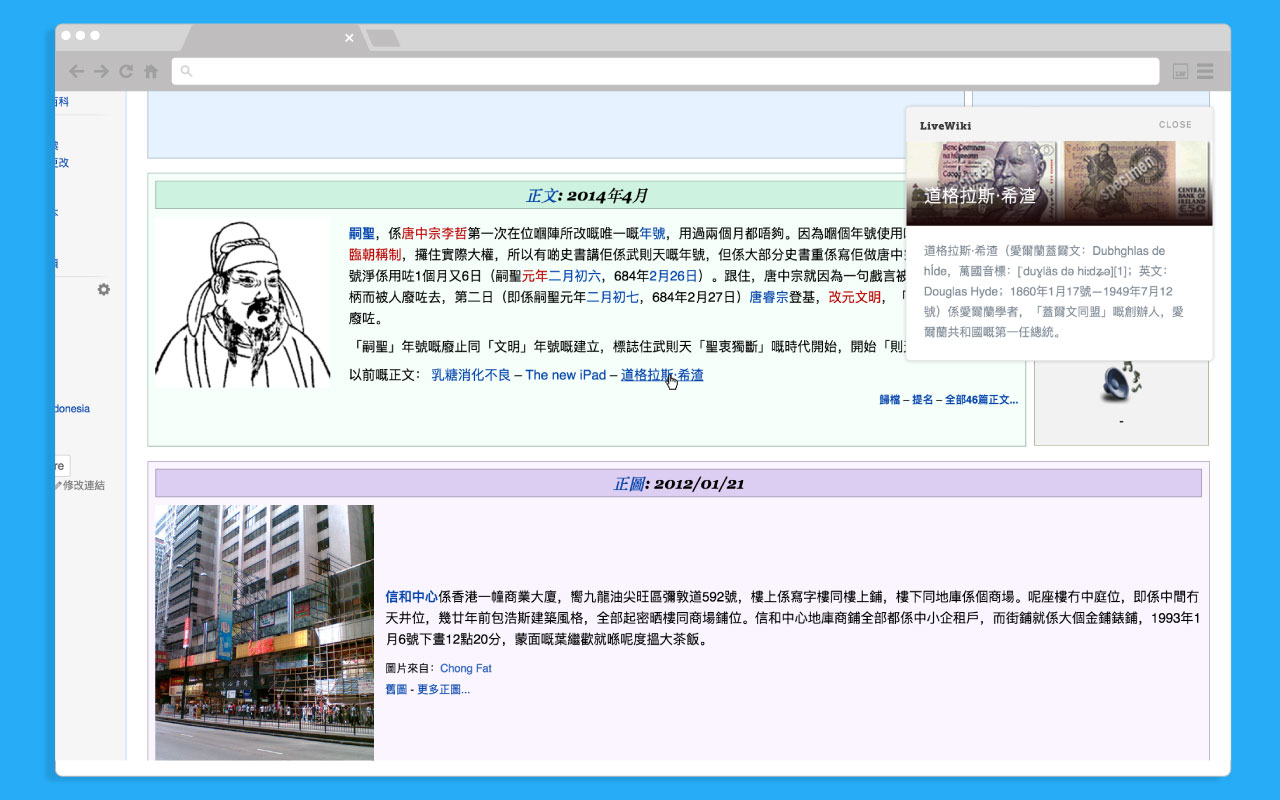 百科
更改
donesia
re
修改連結
正文: 2014年4月
嗣聖，係唐中宗李哲第一次在位嗰陣所改嘅唯一嘅年號，用過兩個月都唔夠。因為嗰個年號使用
臨朝稱制，攞住實際大權，所以有啲史書講佢係武則天嘅年號，但係大部分史書重係寫佢做唐中
號淨係用咗1個月又6日（嗣聖元年二月初六，684年2月26日）。跟住，唐中宗就因為一句戲言被
柄而被人廢咗去，第二日（即係嗣聖元年二月初七，684年2月27日）唐睿宗登基，改元文明，「
廢咗。
「嗣聖」年號嘅廢止同「文明」年號嘅建立，標誌住武則天「聖衷獨斷」嘅時代開始，開始「則
以前嘅正文： 乳糖消化不良 – The new iPad – 道格拉斯·希渣
歸檔 – 提名 – 全部46篇正文...
LiveWiki
CLOSE
specimen
CENTRAL
BANK OF
IRELAND
€50
道格拉斯·希渣
道格拉斯·希渣（愛爾蘭蓋爾文：Dubhghlas de
hÍde，萬國音標：[ˈdɣɣlˠəs də hiːdʲə][1]；英文：
Douglas Hyde；1860年1月17號－1949年7月12
號）係愛爾蘭學者，「蓋爾文同盟」嘅創辦人，愛
爾蘭共和國嘅第一任總統。
-
正圖: 2012/01/21
信和中心係香港一幢商業大廈，嚮九龍油尖旺區彌敦道592號，樓上係寫字樓同樓上鋪，樓下同地庫係個商場。呢座樓冇中庭位，即係中間冇
天井位，幾廿年前包浩斯建築風格，全部起密晒樓同商場鋪位。信和中心地庫商鋪全部都係中小企租戶，而街鋪就係大個金鋪錶鋪，1993年1
月6號下晝12點20分，蒙面嘅葉繼歡就喺呢度搵大茶飯。
圖片來自：Chong Fat
舊圖 - 更多正圖...